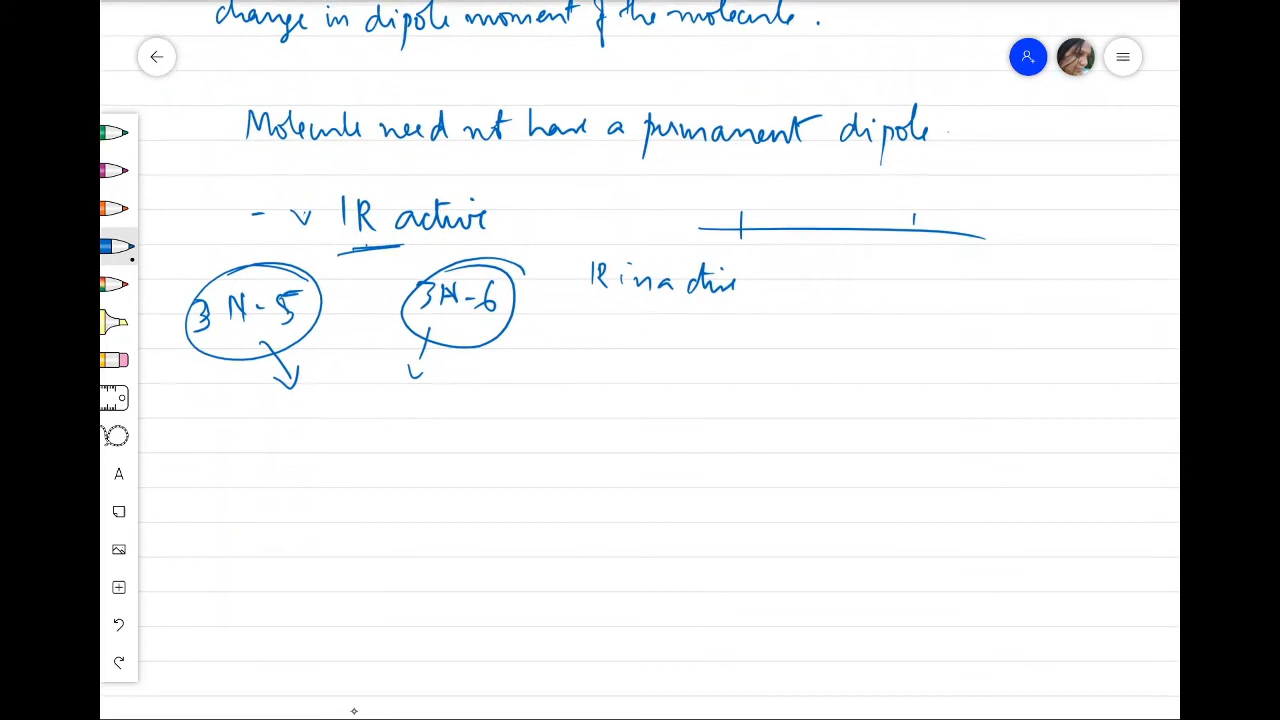 change in dipole moment of the molecule.
Molecule need nt have a permanent dipole
- ν IR active
IR inactive
3N-5 3N-6
A